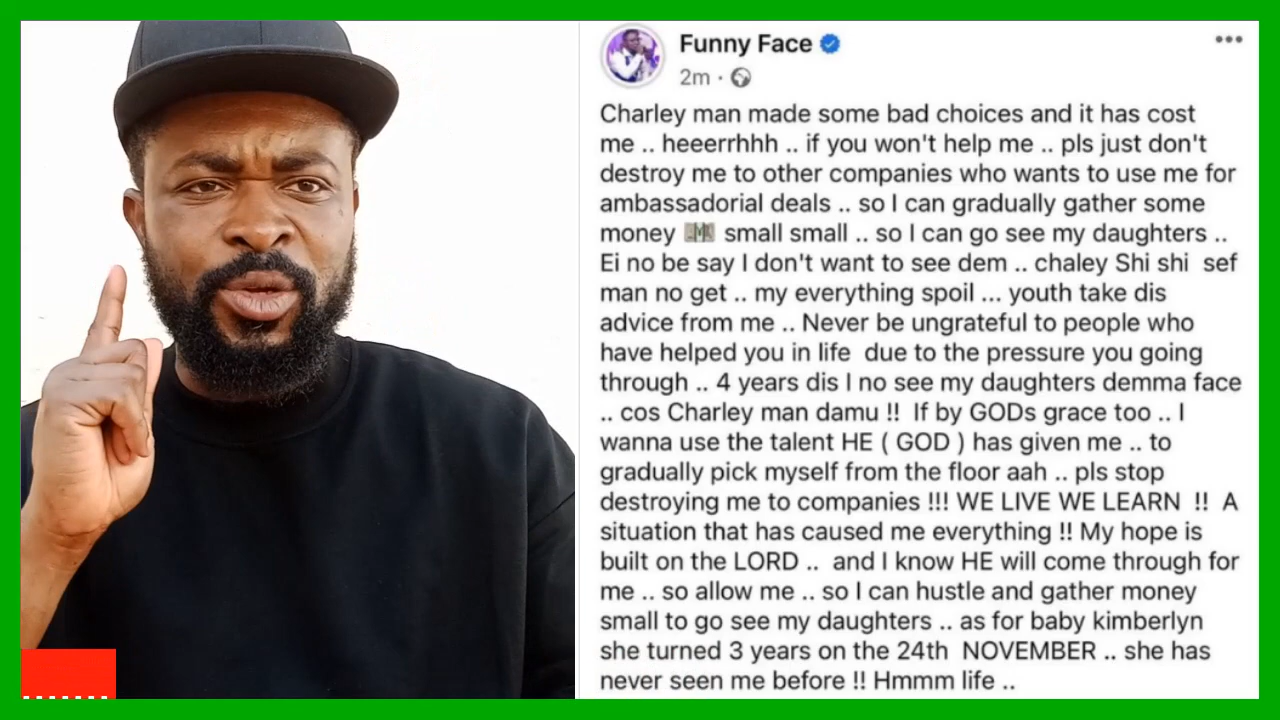 Funny Face
2m ·
Charley man made some bad choices and it has cost
me .. heeerrhhh .. if you won't help me .. pls just don't
destroy me to other companies who wants to use me for
ambassadorial deals .. so I can gradually gather some
money 💵 small small .. so I can go see my daughters ..
Ei no be say I don't want to see dem .. chaley Shi shi  sef
man no get .. my everything spoil ... youth take dis
advice from me .. Never be ungrateful to people who
have helped you in life  due to the pressure you going
through .. 4 years dis I no see my daughters demma face
.. cos Charley man damu !!  If by GODs grace too .. I
wanna use the talent HE ( GOD ) has given me .. to
gradually pick myself from the floor aah .. pls stop
destroying me to companies !!! WE LIVE WE LEARN  !!  A
situation that has caused me everything !! My hope is
built on the LORD ..  and I know HE will come through for
me .. so allow me .. so I can hustle and gather money
small to go see my daughters .. as for baby kimberlyn
she turned 3 years on the 24th  NOVEMBER .. she has
never seen me before !! Hmmm life ..